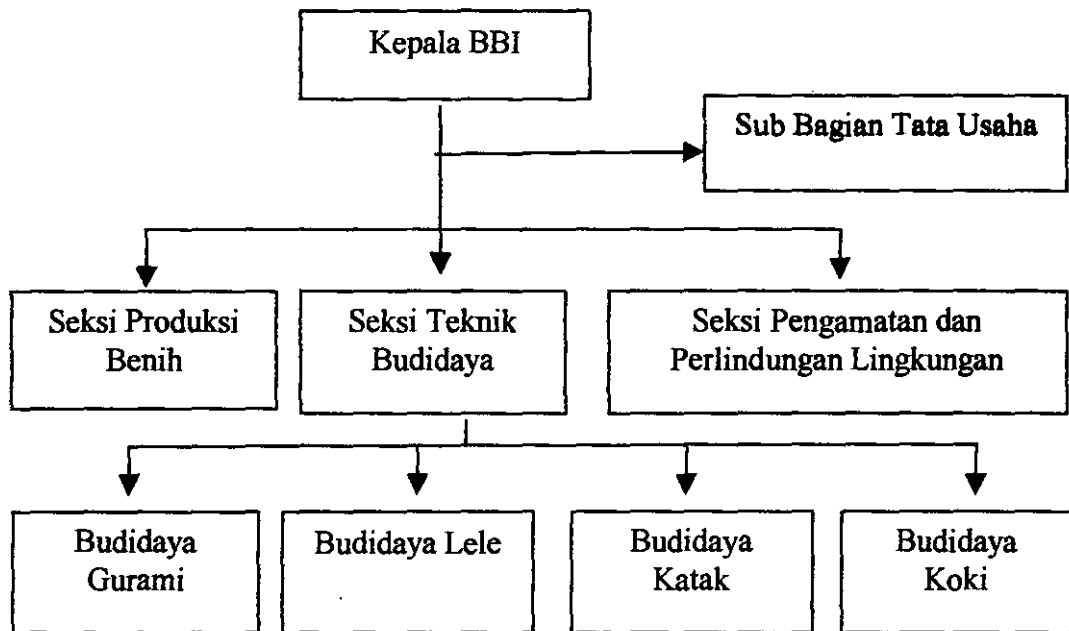 Kepala BBI
Sub Bagian Tata Usaha
Seksi Produksi
Benih
Seksi Teknik
Budidaya
Seksi Pengamatan dan
Perlindungan Lingkungan
Budidaya
Gurami
Budidaya Lele
Budidaya
Katak
Budidaya
Koki